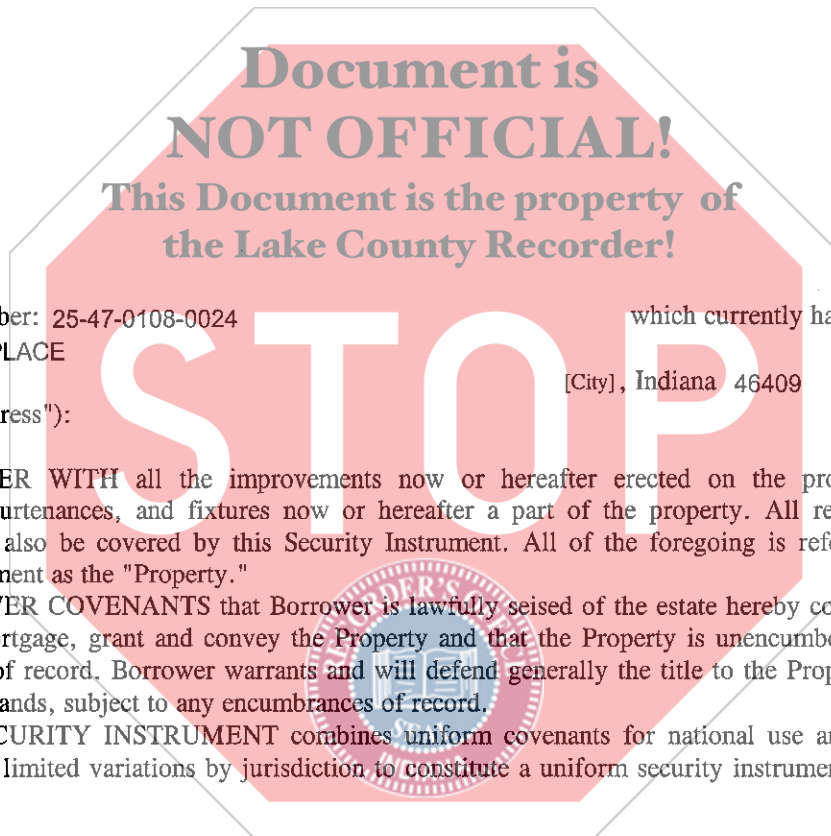 Document is
NOT OFFICIAL!
This Document is the property of
the Lake County Recorder!
ber: 25-47-0108-0024 which currently ha
PLACE
[City], Indiana 46409
ress"):
STOP
ER WITH all the improvements now or hereafter erected on the pro
urtenances, and fixtures now or hereafter a part of the property. All re
also be covered by this Security Instrument. All of the foregoing is refe
ment as the "Property."
VER COVENANTS that Borrower is lawfully seised of the estate hereby co
rtgage, grant and convey the Property and that the Property is unencumbe
of record. Borrower warrants and will defend generally the title to the Prop
ands, subject to any encumbrances of record.
CURITY INSTRUMENT combines uniform covenants for national use a
limited variations by jurisdiction to constitute a uniform security instrumen
RECORDER'S OFFICE
SEAL